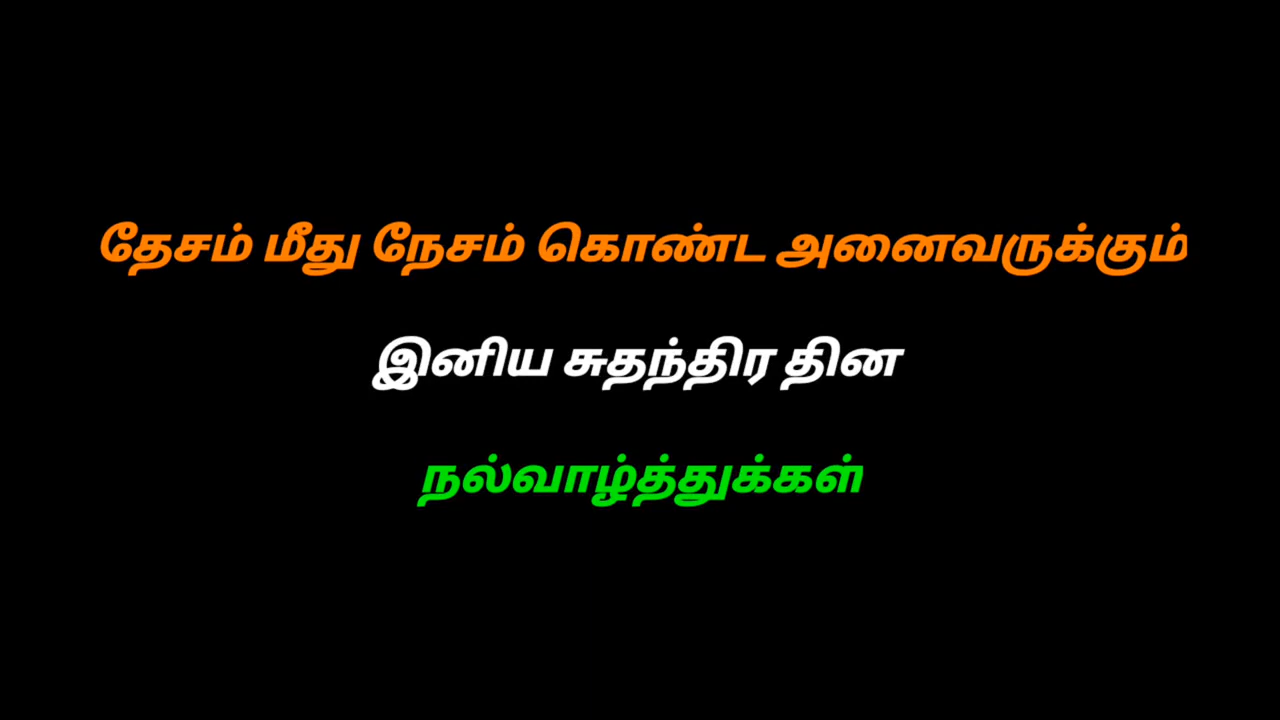 தேசம் மீது நேசம் கொண்ட அனைவருக்கும்
இனிய சுதந்திர தின
நல்வாழ்த்துக்கள்